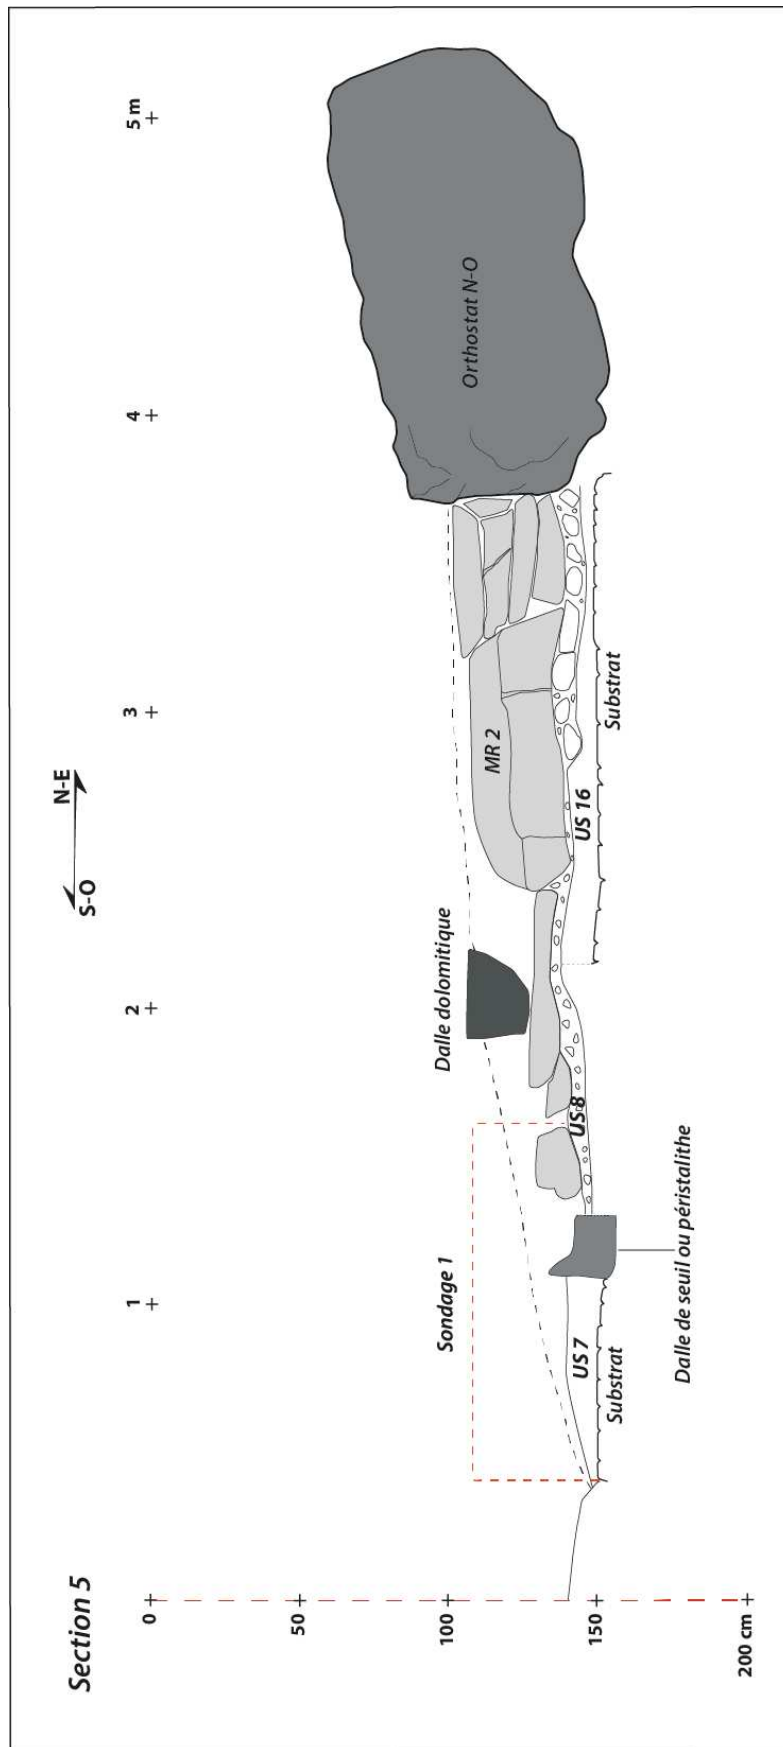 Section 5
S-O N-E
0
50
100
150
200 cm
1
2
3
4
5 m
Sondage 1
Dalle dolomitique
MR 2
Orthostat N-O
US 7
US 8
US 16
Substrat
Substrat
Dalle de seuil ou péristalithe